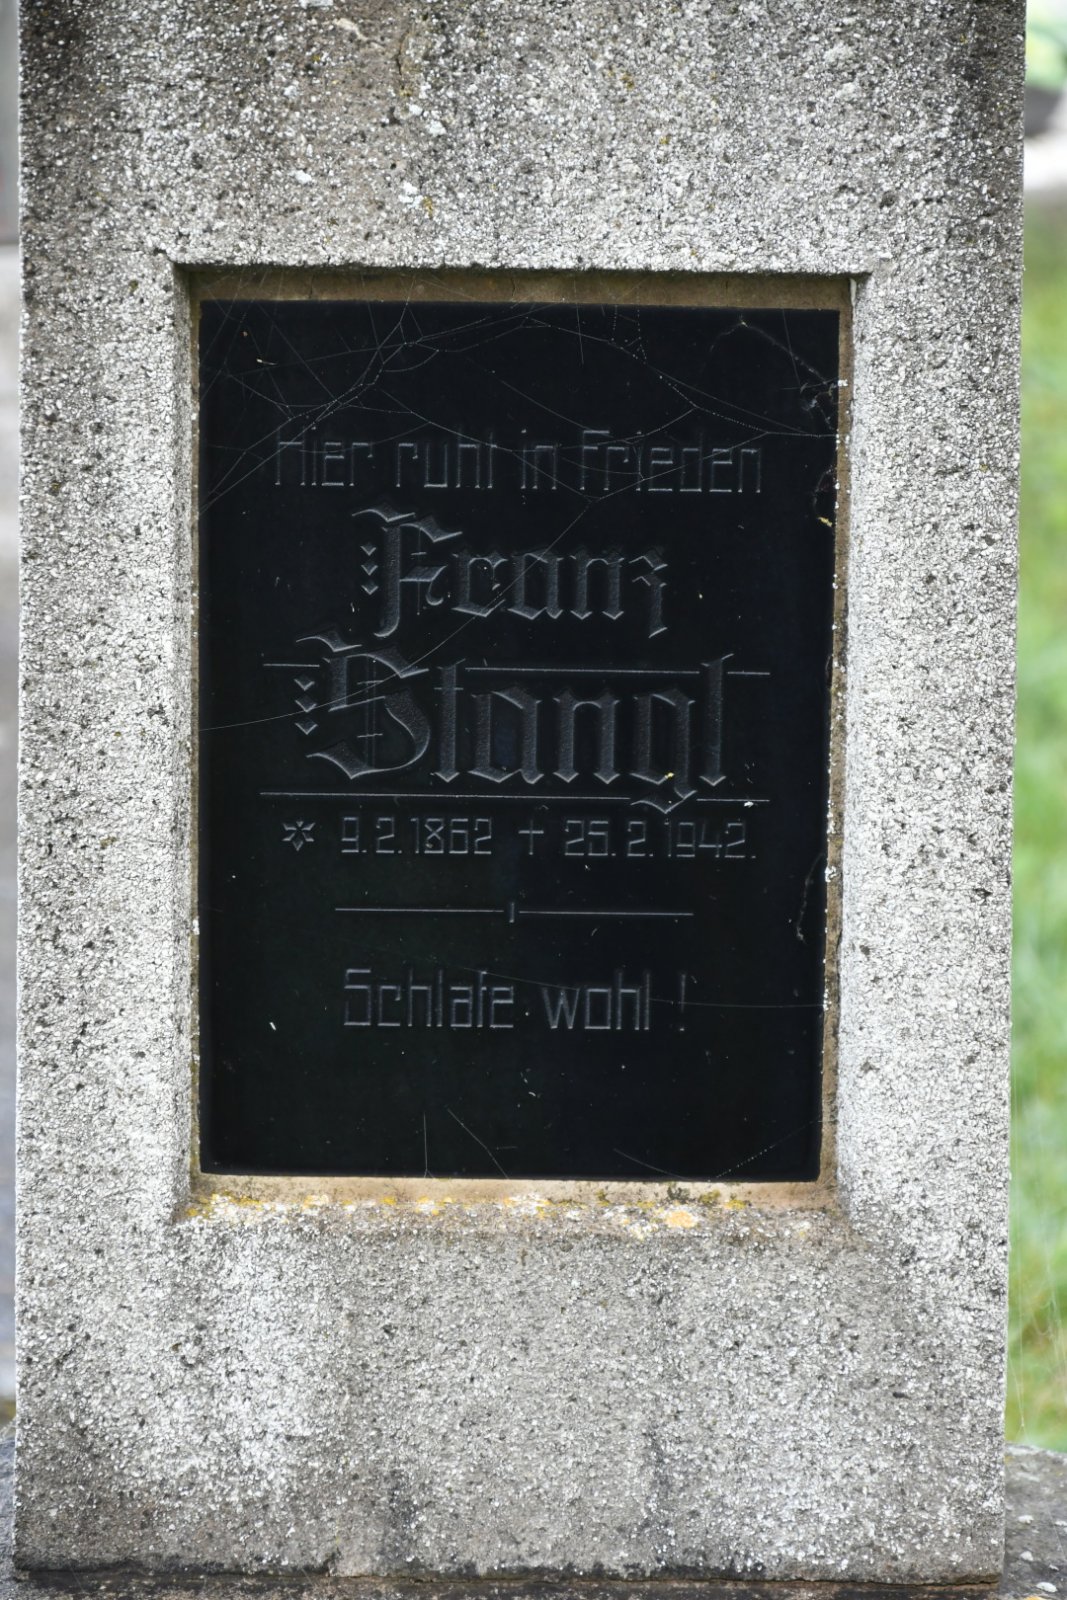 Hier ruht in Frieden
Franz
Stangl
* 9.2.1862 † 25.2.1942.
Schlafe wohl !